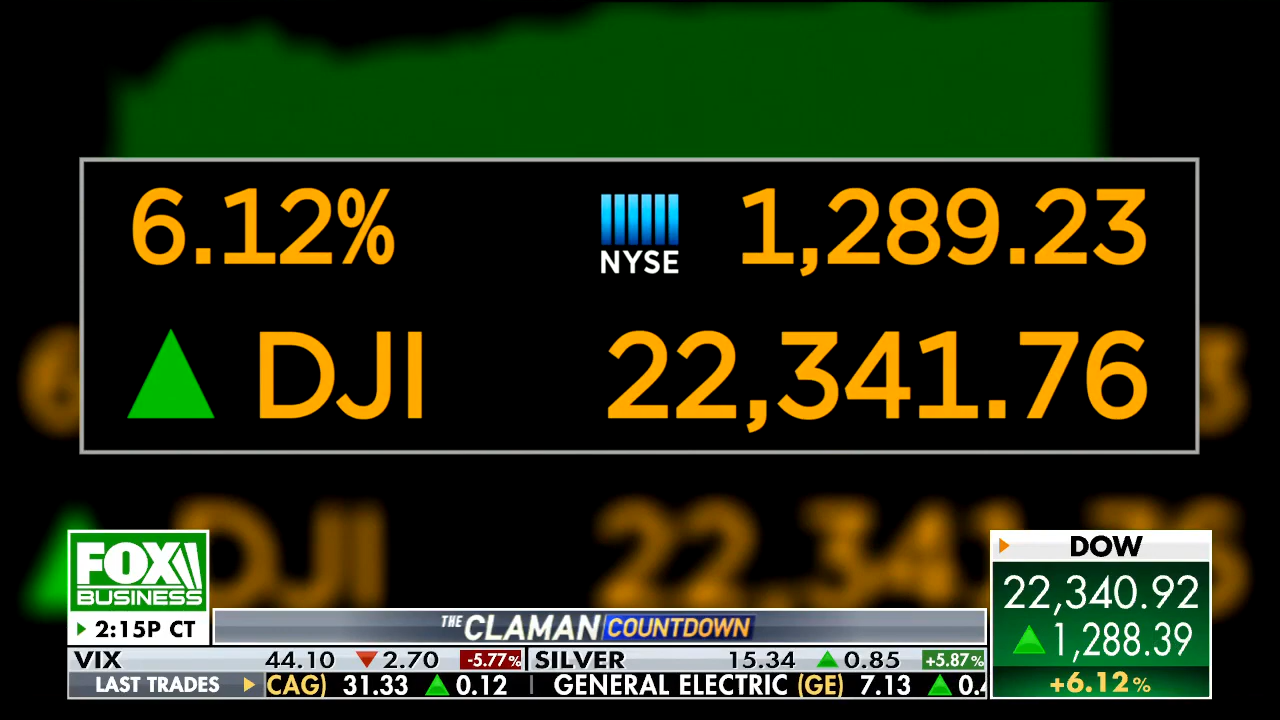 6.12% NYSE 1,289.23
DJI 22,341.76
FOX
BUSINESS
2:15P CT
THE CLAMAN COUNTDOWN
DOW
22,340.92
1,288.39
+6.12%
VIX 44.10 2.70 -5.77% SILVER 15.34 0.85 +5.87%
LAST TRADES CAG) 31.33 0.12 | GENERAL ELECTRIC (GE) 7.13 0.4